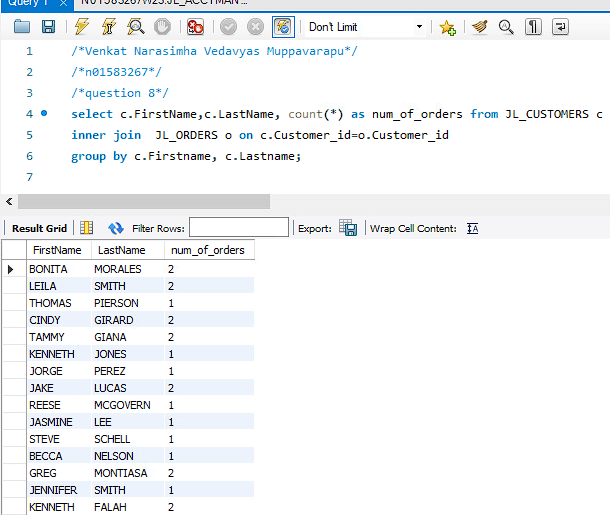 Query 1
Don't Limit
1 /*Venkat Narasimha Vedavyas Muppavarapu*/
2 /*n01583267*/
3 /*question 8*/
4 select c.FirstName,c.LastName, count(*) as num_of_orders from JL_CUSTOMERS c
5 inner join  JL_ORDERS o on c.Customer_id=o.Customer_id
6 group by c.Firstname, c.Lastname;
7
Result Grid Filter Rows: Export: Wrap Cell Content:
FirstName LastName num_of_orders
BONITA MORALES 2
LEILA SMITH 2
THOMAS PIERSON 1
CINDY GIRARD 2
TAMMY GIANA 2
KENNETH JONES 1
JORGE PEREZ 1
JAKE LUCAS 2
REESE MCGOVERN 1
JASMINE LEE 1
STEVE SCHELL 1
BECCA NELSON 1
GREG MONTIASA 2
JENNIFER SMITH 1
KENNETH FALAH 2